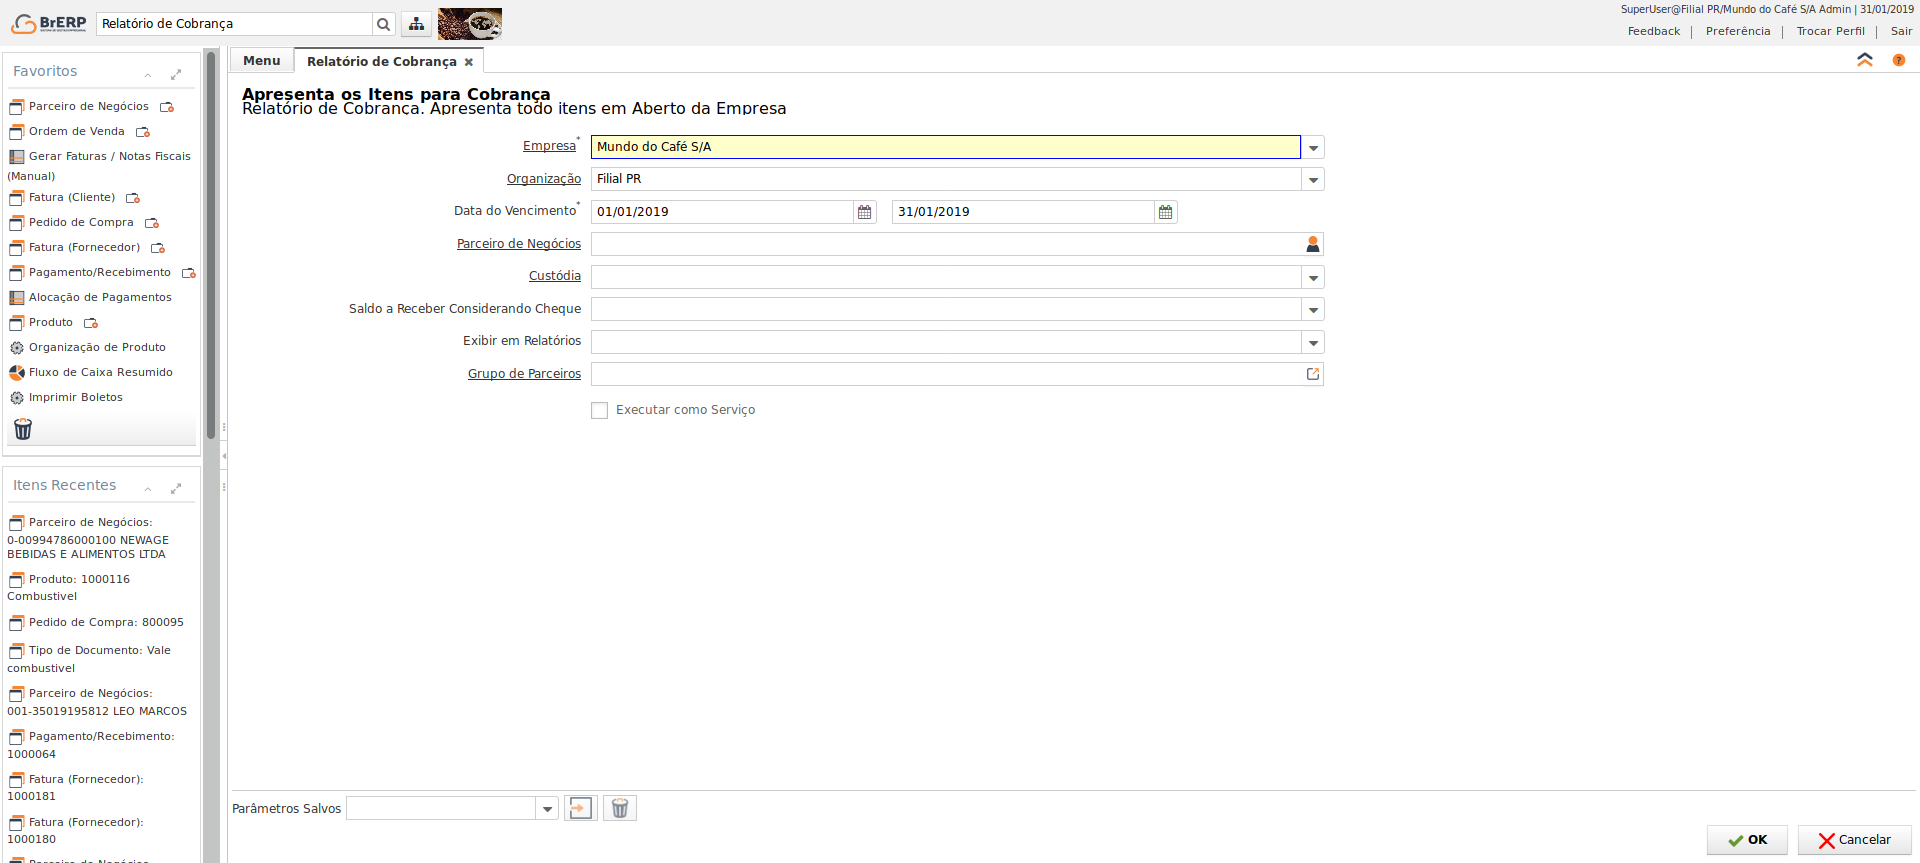 BrERP
Relatório de Cobrança
SuperUser@Filial PR/Mundo do Café S/A Admin | 31/01/2019
Feedback | Preferência | Trocar Perfil | Sair
Favoritos
Parceiro de Negócios
Ordem de Venda
Gerar Faturas / Notas Fiscais
(Manual)
Fatura (Cliente)
Pedido de Compra
Fatura (Fornecedor)
Pagamento/Recebimento
Alocação de Pagamentos
Produto
Organização de Produto
Fluxo de Caixa Resumido
Imprimir Boletos
Itens Recentes
Parceiro de Negócios:
0-00994786000100 NEWAGE
BEBIDAS E ALIMENTOS LTDA
Produto: 1000116
Combustivel
Pedido de Compra: 800095
Tipo de Documento: Vale
combustivel
Parceiro de Negócios:
001-35019195812 LEO MARCOS
Pagamento/Recebimento:
1000064
Fatura (Fornecedor):
1000181
Fatura (Fornecedor):
1000180
Parceiro de Negócios
Menu
Relatório de Cobrança
Apresenta os Itens para Cobrança
Relatório de Cobrança. Apresenta todo itens em Aberto da Empresa
Empresa* Mundo do Café S/A
Organização Filial PR
Data do Vencimento* 01/01/2019 31/01/2019
Parceiro de Negócios
Custódia
Saldo a Receber Considerando Cheque
Exibir em Relatórios
Grupo de Parceiros
Executar como Serviço
Parâmetros Salvos
OK
Cancelar